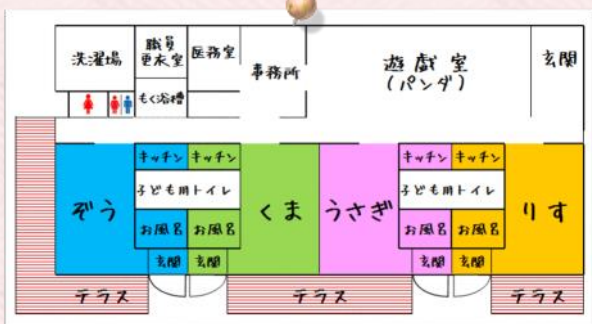 洗濯場
職員
更衣室
医務室
事務所
遊戯室
(パンダ)
玄関
もく浴槽
ぞう
キッチン
キッチン
子ども用トイレ
お風呂
お風呂
玄関
玄関
くま
うさぎ
キッチン
キッチン
子ども用トイレ
お風呂
お風呂
玄関
玄関
りす
テラス
テラス
テラス